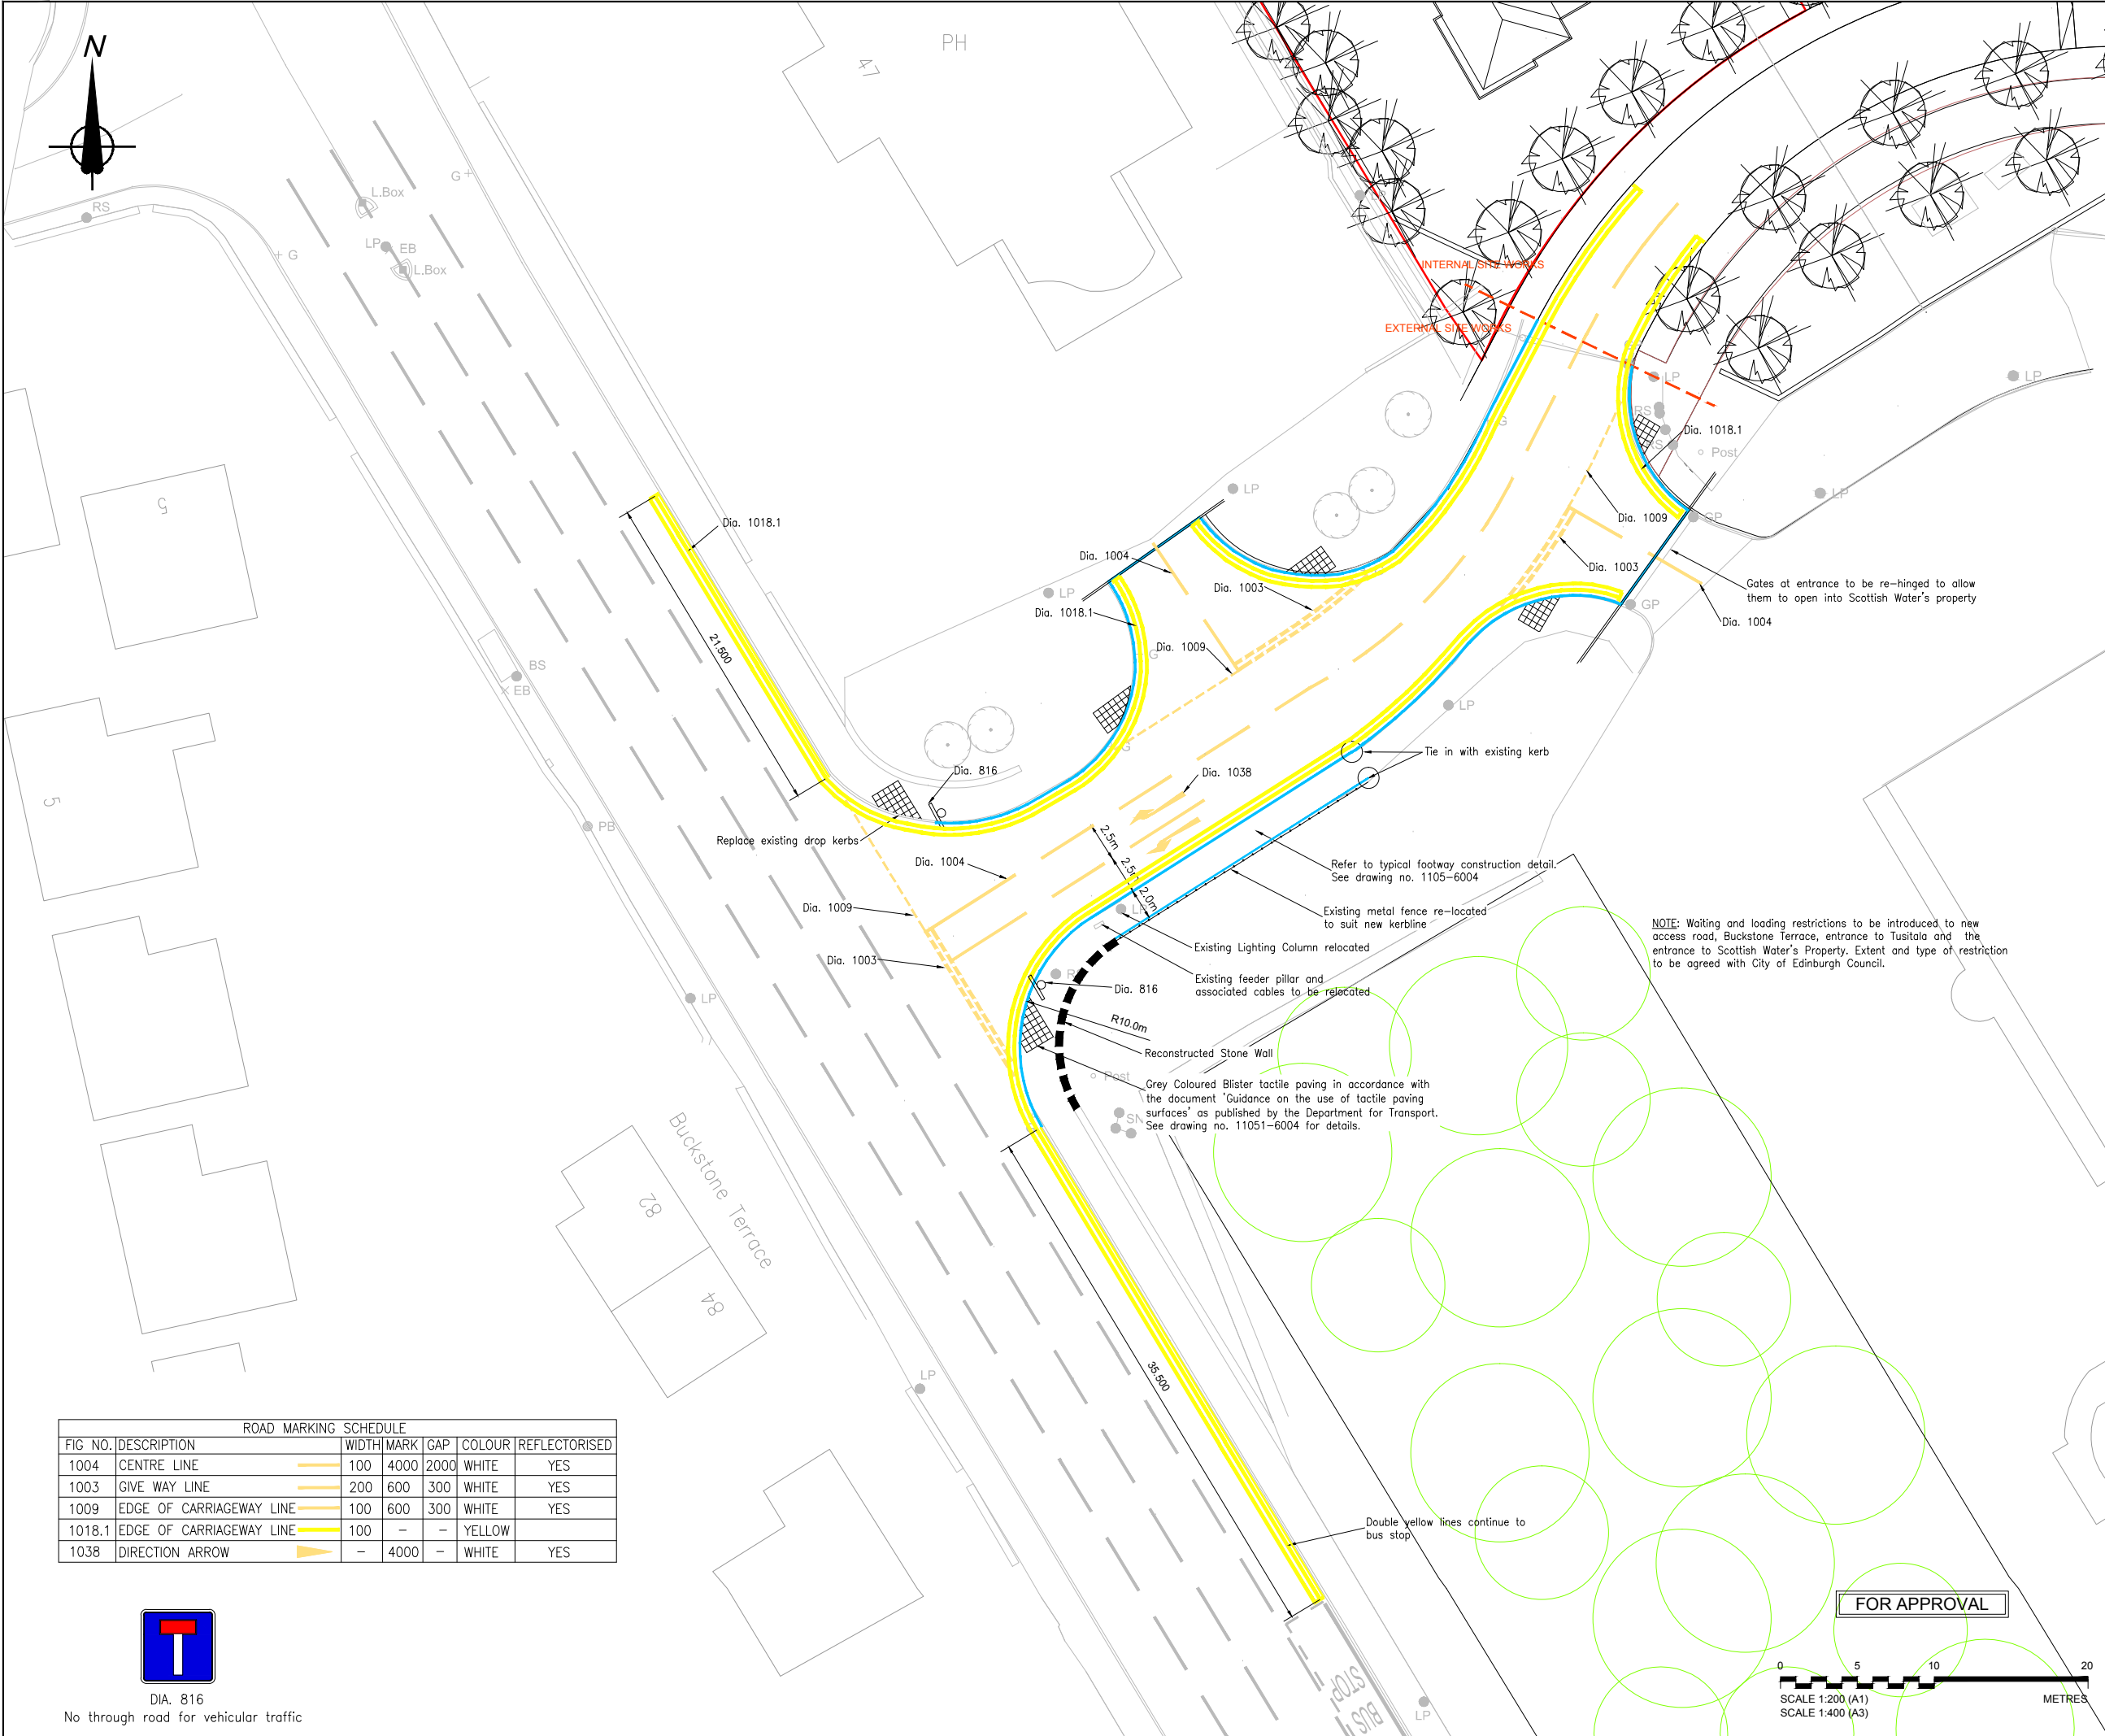 N
PH
47
RS
L.Box
G
LP
EB
L.Box
G
INTERNAL SITE WORKS
EXTERNAL SITE WORKS
LP
LP
RS
RS
G
Dia. 1018.1
Post
LP
LP
GP
5
Dia. 1018.1
Dia. 1009
Dia. 1004
Dia. 1003
Dia. 1003
Gates at entrance to be re-hinged to allow
them to open into Scottish Water's property
LP
GP
Dia. 1018.1
Dia. 1004
21.500
Dia. 1009
G
BS
EB
LP
G
Tie in with existing kerb
Dia. 816
Dia. 1038
5
PB
Replace existing drop kerbs
2.5m
2.5m
2.0m
Dia. 1004
Refer to typical footway construction detail.
See drawing no. 1105-6004
Dia. 1009
LP
Existing metal fence re-located
to suit new kerbline
NOTE: Waiting and loading restrictions to be introduced to new
access road, Buckstone Terrace, entrance to Tusitala and the
entrance to Scottish Water's Property. Extent and type of restriction
to be agreed with City of Edinburgh Council.
Existing Lighting Column relocated
Dia. 1003
Existing feeder pillar and
associated cables to be relocated
Dia. 816
LP
R10.0m
Reconstructed Stone Wall
Post
Grey Coloured Blister tactile paving in accordance with
the document 'Guidance on the use of tactile paving
surfaces' as published by the Department for Transport.
See drawing no. 11051-6004 for details.
SN
Buckstone Terrace
82
84
35.500
LP
ROAD MARKING SCHEDULE
FIG NO. DESCRIPTION WIDTH MARK GAP COLOUR REFLECTORISED
1004 CENTRE LINE 100 4000 2000 WHITE YES
1003 GIVE WAY LINE 200 600 300 WHITE YES
1009 EDGE OF CARRIAGEWAY LINE 100 600 300 WHITE YES
1018.1 EDGE OF CARRIAGEWAY LINE 100 - - YELLOW
1038 DIRECTION ARROW - 4000 - WHITE YES
Double yellow lines continue to
bus stop
DIA. 816
No through road for vehicular traffic
FOR APPROVAL
BUS
STOP
LP
0 5 10 20
SCALE 1:200 (A1) METRES
SCALE 1:400 (A3)